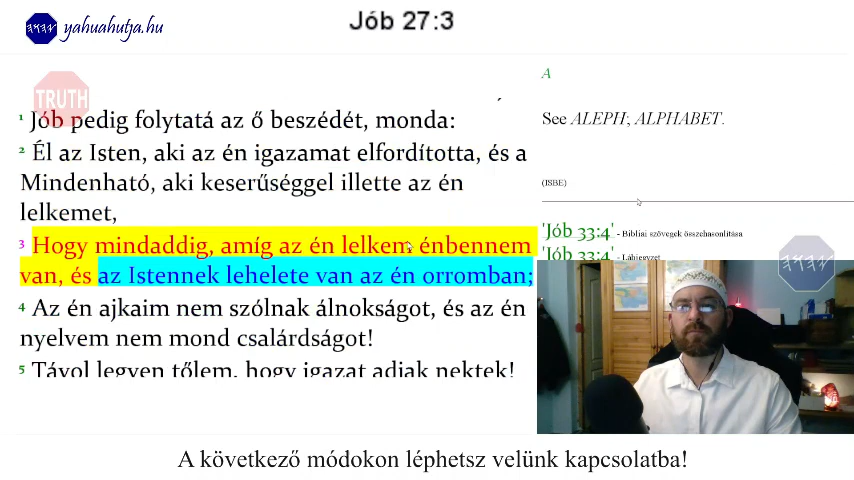 yahuahutja.hu
Jób 27:3
TRUTH
¹ Jób pedig folytatá az ő beszédét, monda:
² Él az Isten, aki az én igazamat elfordította, és a
Mindenható, aki keserűséggel illette az én
lelkemet,
³ Hogy mindaddig, amíg az én lelkem énbennem
van, és az Istennek lehelete van az én orromban;
⁴ Az én ajkaim nem szólnak álnokságot, és az én
nyelvem nem mond csalárdságot!
⁵ Távol legyen tőlem, hogy igazat adjak nektek!
A
See ALEPH; ALPHABET.
(ISBE)
'Jób 33:4' - Bibliai szövegek összehasonlítása
'Jób 33:4' - Lábjegyzet
A következő módokon léphetsz velünk kapcsolatba!